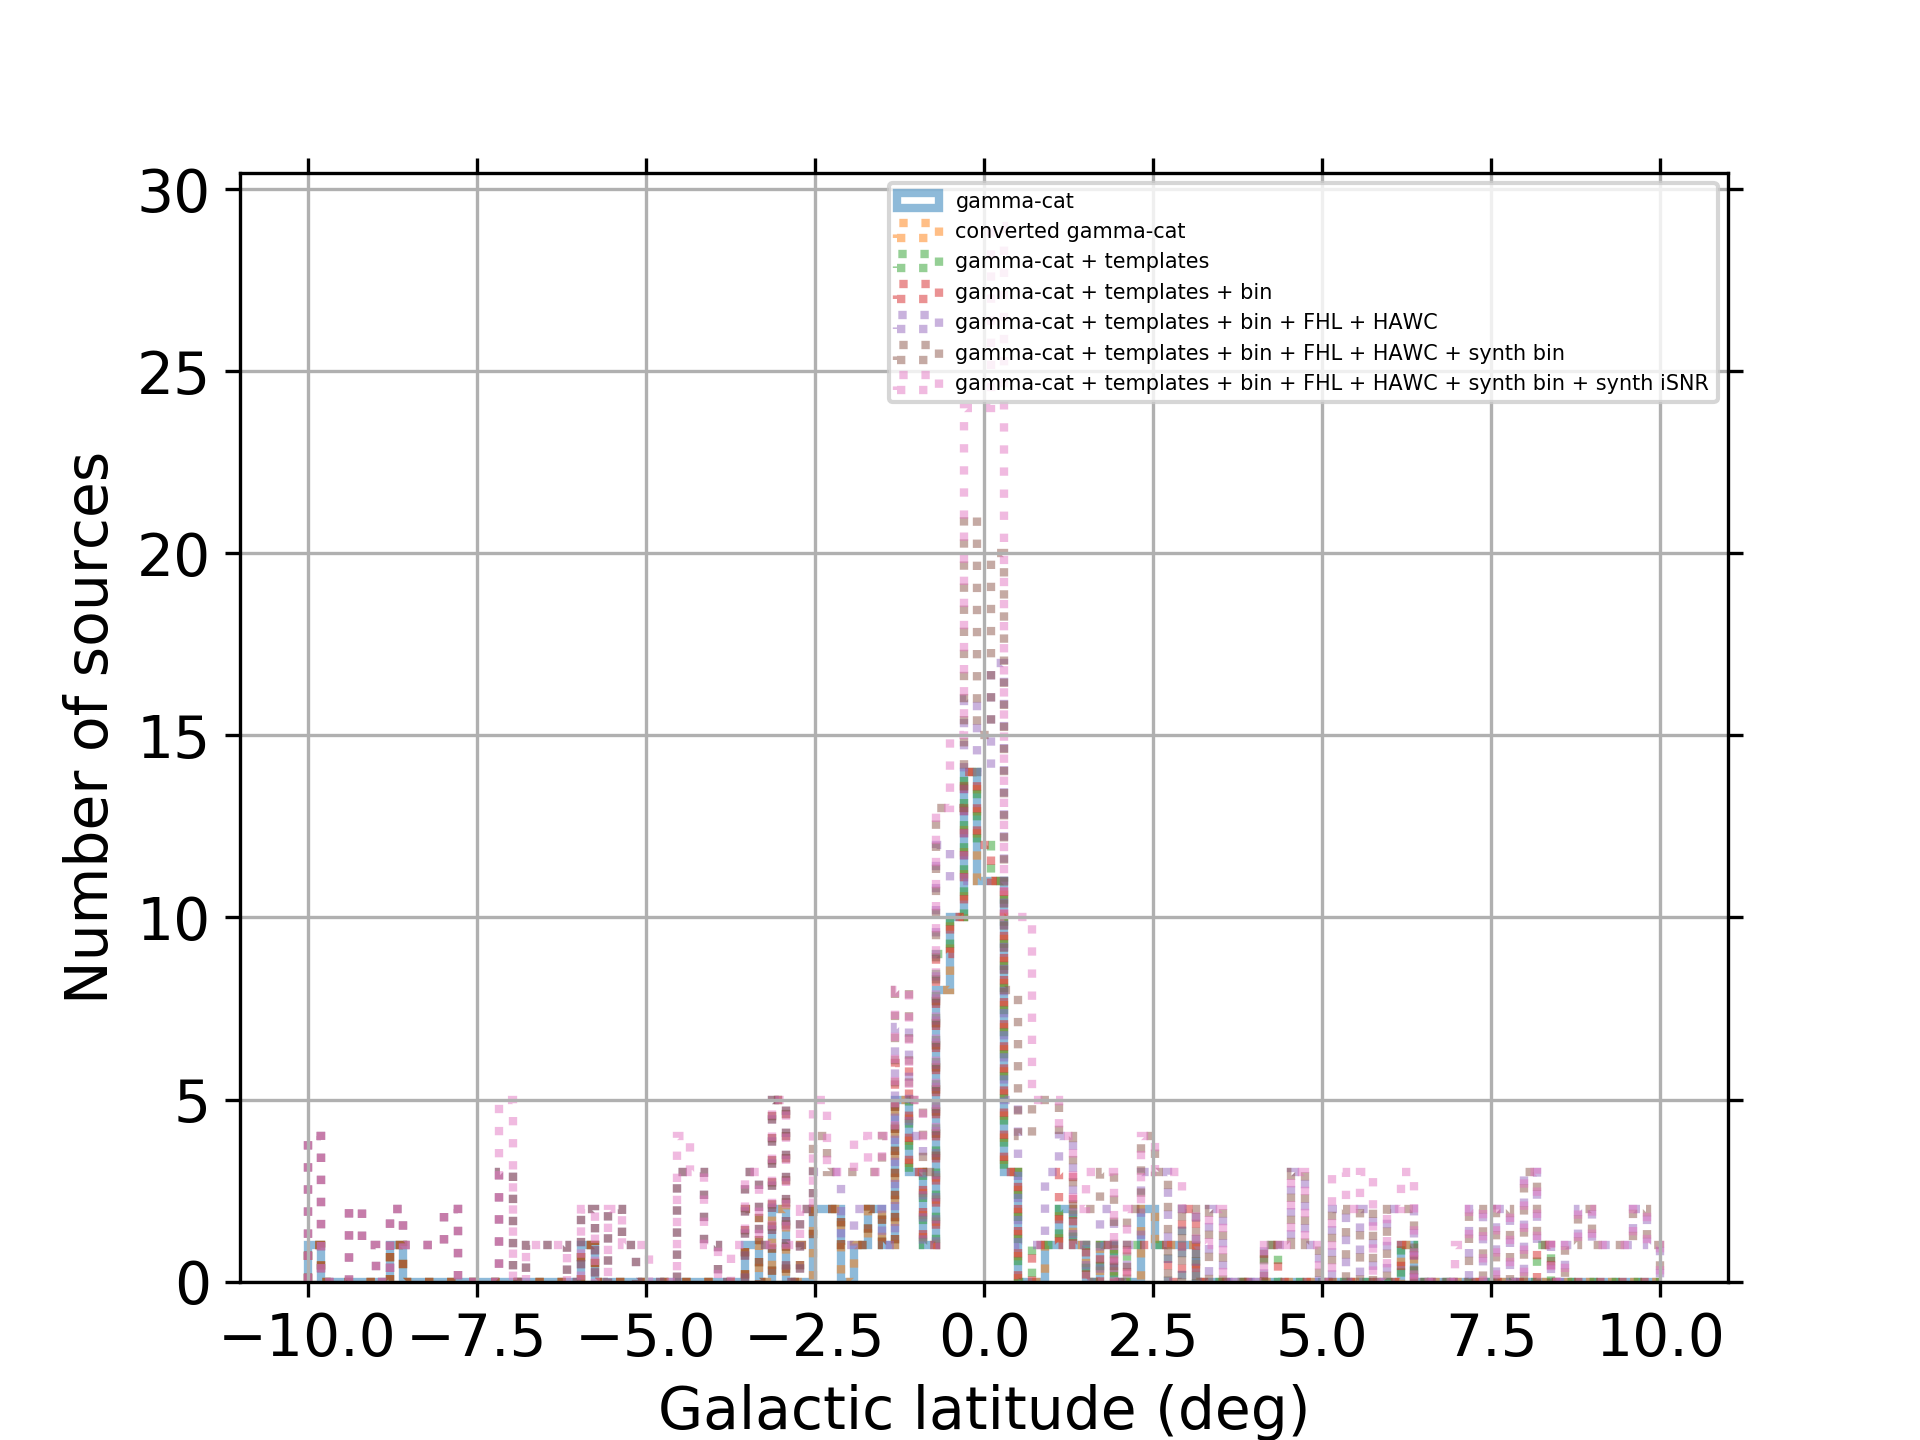 gamma-cat
converted gamma-cat
gamma-cat + templates
gamma-cat + templates + bin
gamma-cat + templates + bin + FHL + HAWC
gamma-cat + templates + bin + FHL + HAWC + synth bin
gamma-cat + templates + bin + FHL + HAWC + synth bin + synth iSNR
30
25
20
15
10
5
0
Number of sources
−10.0 −7.5 −5.0 −2.5 0.0 2.5 5.0 7.5 10.0
Galactic latitude (deg)